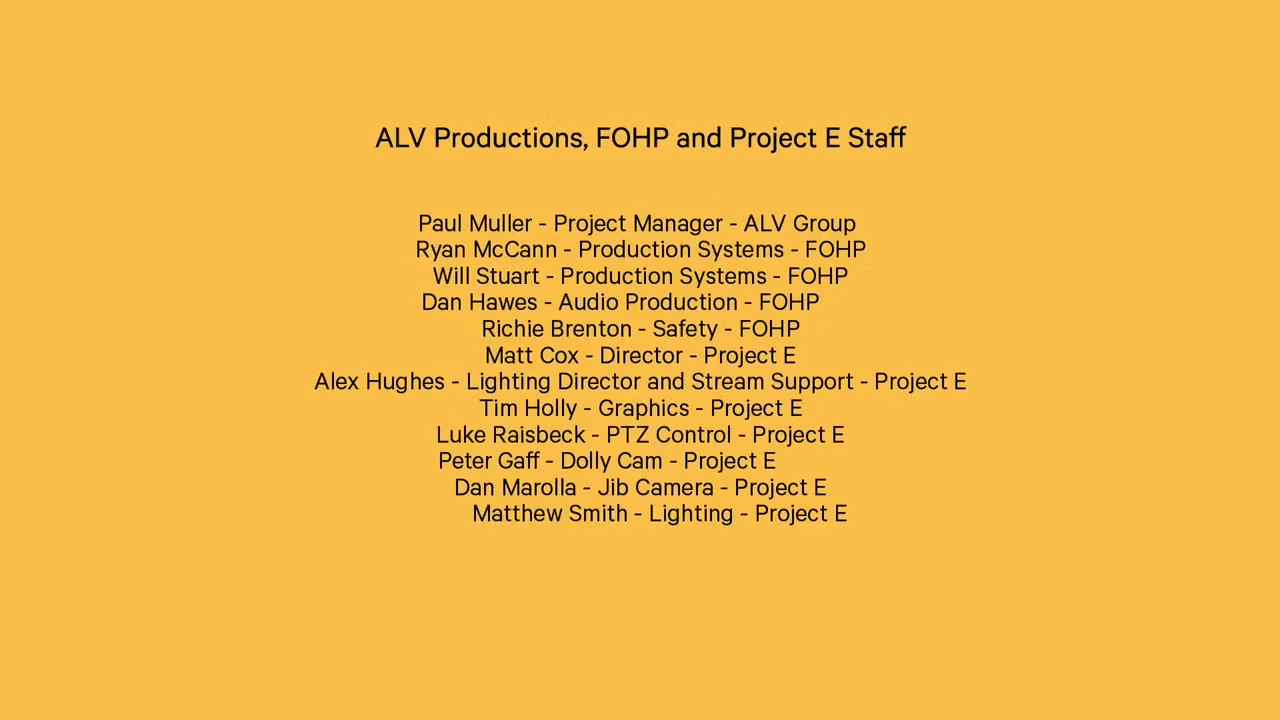 ALV Productions, FOHP and Project E Staff
Paul Muller - Project Manager - ALV Group
Ryan McCann - Production Systems - FOHP
Will Stuart - Production Systems - FOHP
Dan Hawes - Audio Production - FOHP
Richie Brenton - Safety - FOHP
Matt Cox - Director - Project E
Alex Hughes - Lighting Director and Stream Support - Project E
Tim Holly - Graphics - Project E
Luke Raisbeck - PTZ Control - Project E
Peter Gaff - Dolly Cam - Project E
Dan Marolla - Jib Camera - Project E
Matthew Smith - Lighting - Project E